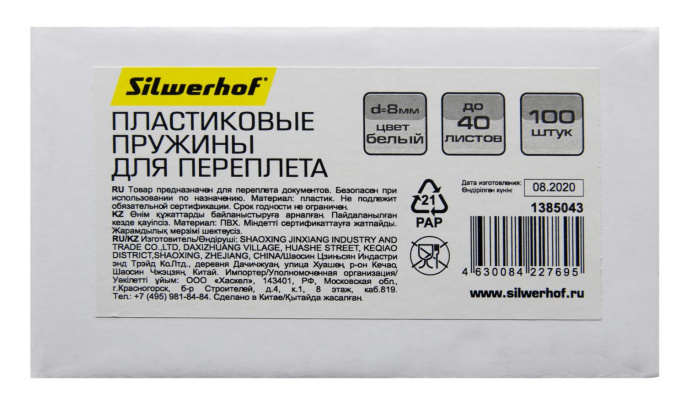 Silwerhof®
ПЛАСТИКОВЫЕ
ПРУЖИНЫ
ДЛЯ ПЕРЕПЛЕТА
d=8мм
цвет
белый
до
40
листов
100
штук
RU Товар предназначен для переплета документов. Безопасен при
использовании по назначению. Материал: пластик. Не подлежит
обязательной сертификации. Срок годности не ограничен.
KZ Өнім құжаттарды байланыстыруға арналған. Пайдаланылған
кезде қауіпсіз. Материал: ПВХ. Міндетті сертификаттауға жатпайды.
Жарамдылық мерзімі шектеусіз.
RU/KZ Изготовитель/Өндіруші: SHAOXING JINXIANG INDUSTRY AND
TRADE CO.,LTD, DAXIZHUANG VILLAGE, HUASHE STREET, KEQIAO
DISTRICT,SHAOXING, ZHEJIANG, CHINA/Шаосин Цзиньсян Индастри
энд Трэйд Ко.Лтд., деревня Дачичжуан, улица Хуашен, р-он Кечао,
Шаосин Чжэцзян, Китай. Импортер/Уполномоченная организация/
Уәкілетті ұйым: ООО «Хаскел», 143401, РФ, Московская обл.,
г.Красногорск, б-р Строителей, д.4, к.1, 8 этаж, каб.819.
Тел.: +7 (495) 981-84-84. Сделано в Китае/Қытайда жасалған.
21
PAP
Дата изготовления:
Өндірілген күнік:
08.2020
1385043
4 630084 227695
www.silwerhof.ru